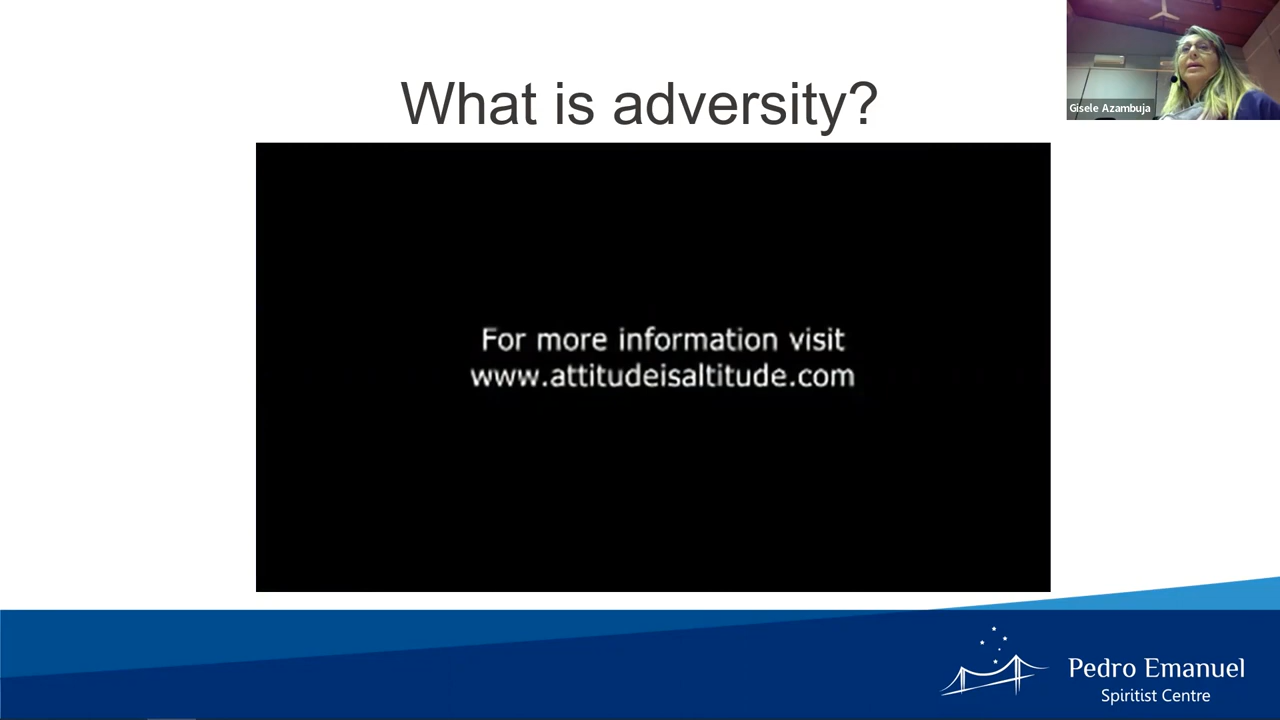 What is adversity?
Gisele Azambuja
For more information visit
www.attitudeisaltitude.com
Pedro Emanuel
Spiritist Centre